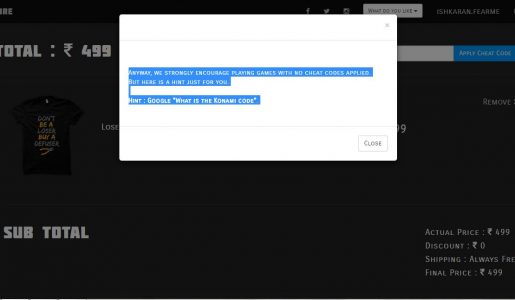 IRE
WHAT DO YOU LIKE
ISHKARAN.FEARME
TOTAL : ₹ 499
APPLY CHEAT CODE
×
ANYWAY, WE STRONGLY ENCOURAGE PLAYING GAMES WITH NO CHEAT CODES APPLIED.
BUT HERE IS A HINT JUST FOR YOU.
HINT : GOOGLE "WHAT IS THE KONAMI CODE"
CLOSE
DON'T
BE A
LOSER
BUY A
DEFUSER
LOSE
99
REMOVE
SUB TOTAL
ACTUAL PRICE : ₹ 499
DISCOUNT : ₹ 0
SHIPPING : ALWAYS FRE
FINAL PRICE : ₹ 499